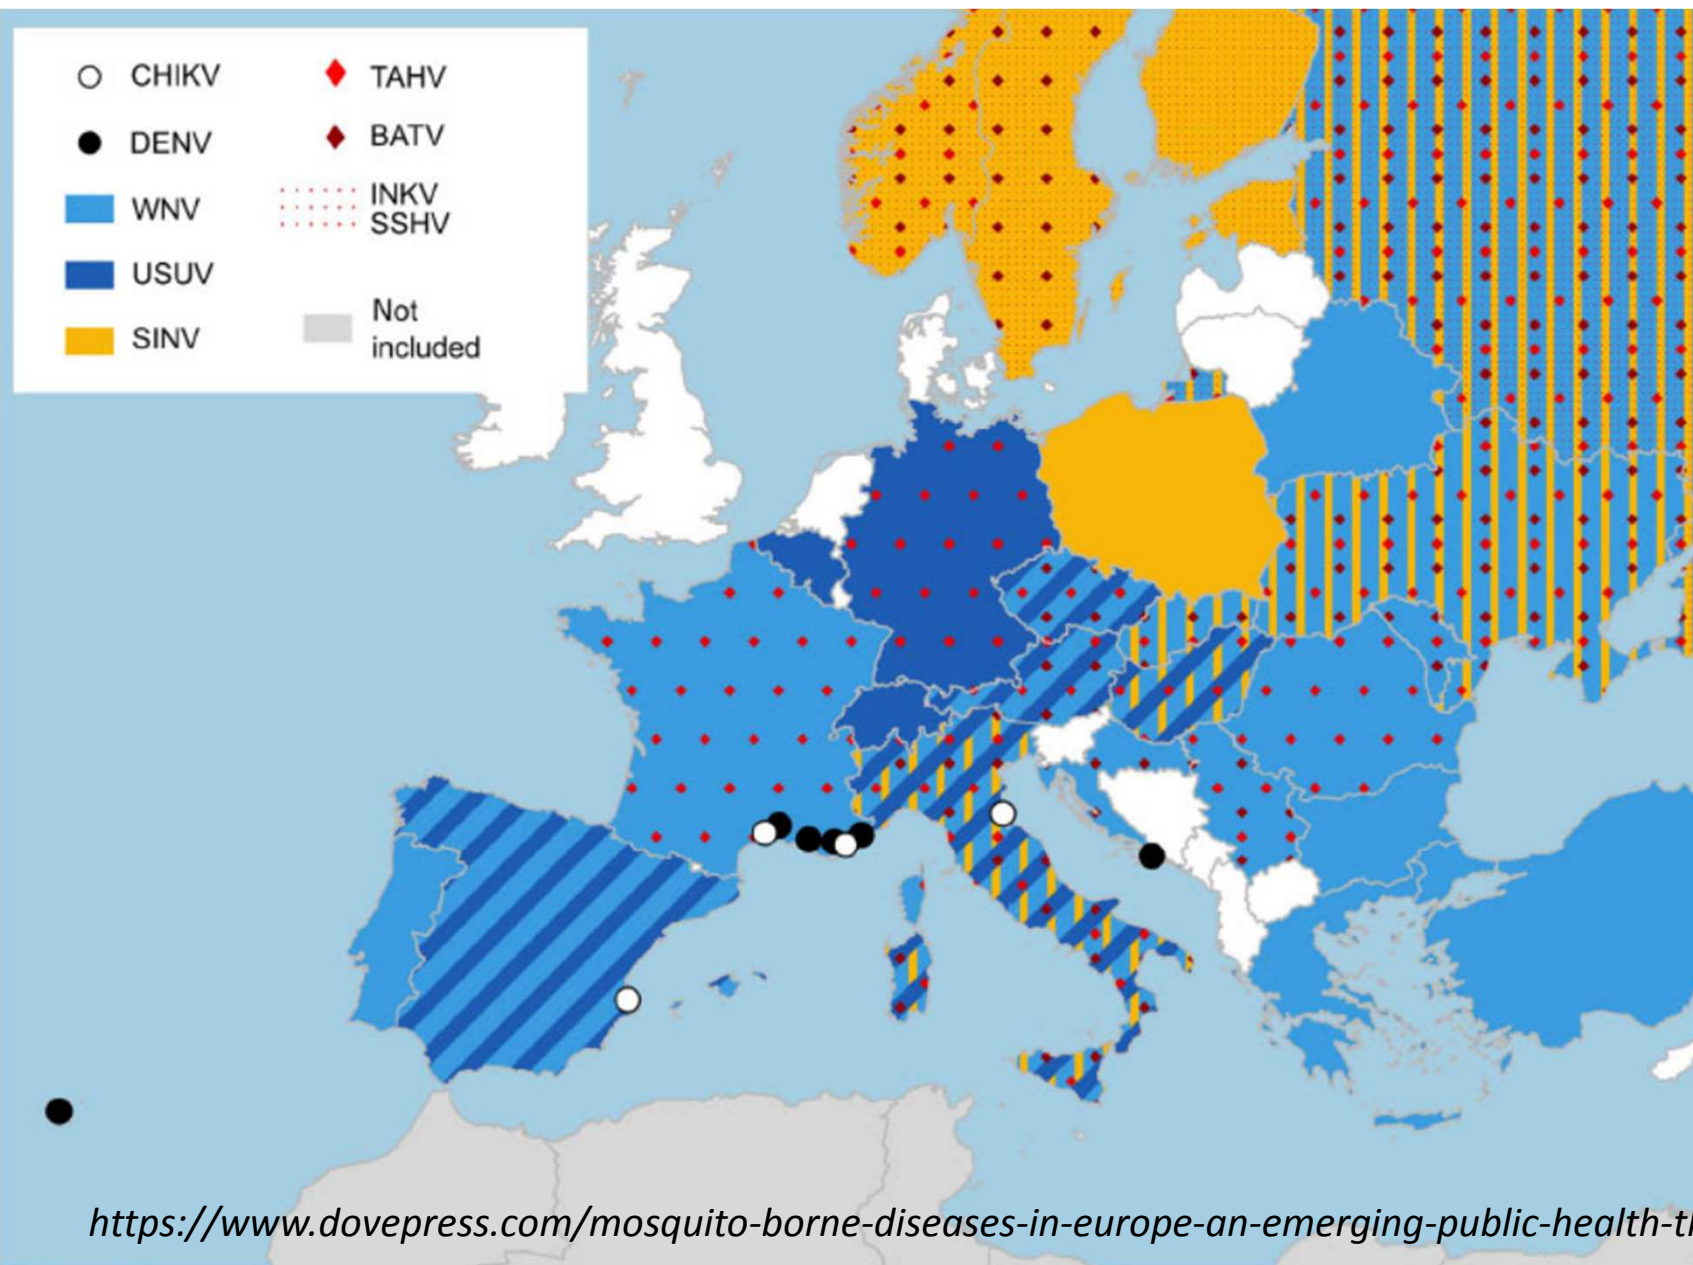 CHIKV
DENV
WNV
USUV
SINV
TAHV
BATV
INKV
SSHV
Not
included
https://www.dovepress.com/mosquito-borne-diseases-in-europe-an-emerging-public-health-t